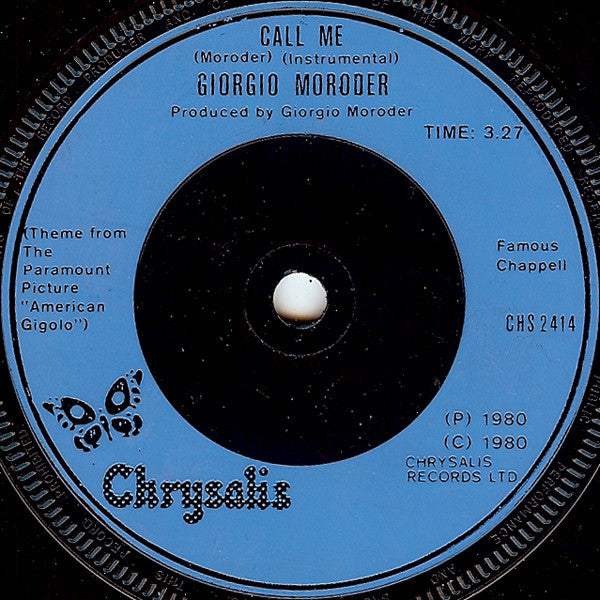 CALL ME
(Moroder) (Instrumental)
GIORGIO MORODER
Produced by Giorgio Moroder
TIME: 3.27
(Theme from
The
Paramount
Picture
"American
Gigolo")
Famous
Chappell
CHS 2414
(P) 1980
(C) 1980
CHRYSALIS
RECORDS LTD
Chrysalis